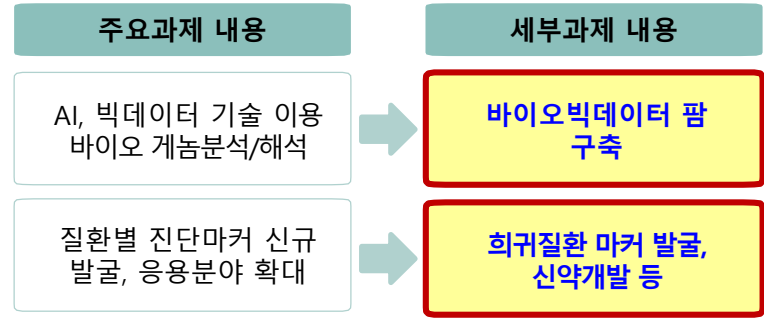 주요과제 내용
세부과제 내용
AI, 빅데이터 기술 이용
바이오 게놈분석/해석
바이오빅데이터 팜
구축
질환별 진단마커 신규
발굴, 응용분야 확대
희귀질환 마커 발굴,
신약개발 등